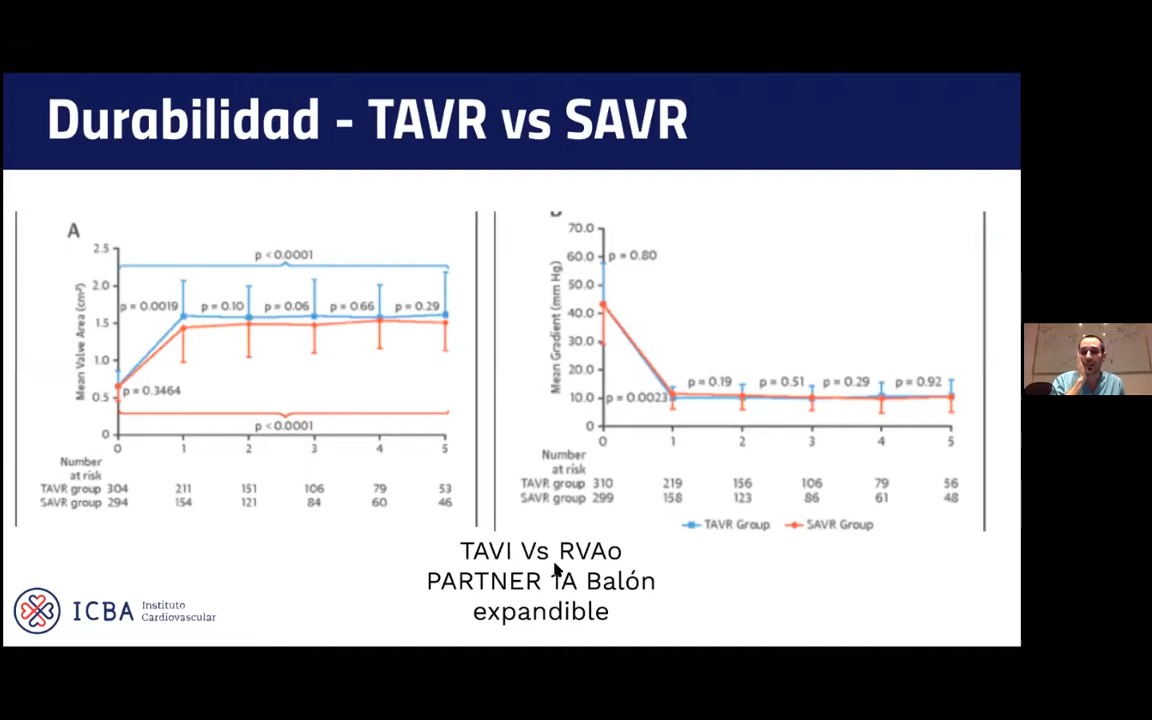 Durabilidad - TAVR vs SAVR
A
Mean Valve Area (cm²)
2.5
2.0
1.5
1.0
0.5
0
p <0.0001
p = 0.0019 p = 0.10 p = 0.06 p = 0.66 p = 0.29
p = 0.3464
p <0.0001
0 1 2 3 4 5
Number
at risk
TAVR group 304 211 151 106 79 53
SAVR group 294 154 121 84 60 46
Mean Gradient (mm Hg)
70.0
60.0
50.0
40.0
30.0
20.0
10.0
0
p = 0.80
p = 0.0023 p = 0.19 p = 0.51 p = 0.29 p = 0.92
0 1 2 3 4 5
Number
at risk
TAVR group 310 219 156 106 79 56
SAVR group 299 158 123 86 61 48
TAVR Group SAVR Group
TAVI Vs RVAo
PARTNER 1A Balón
expandible
ICBA Instituto
Cardiovascular